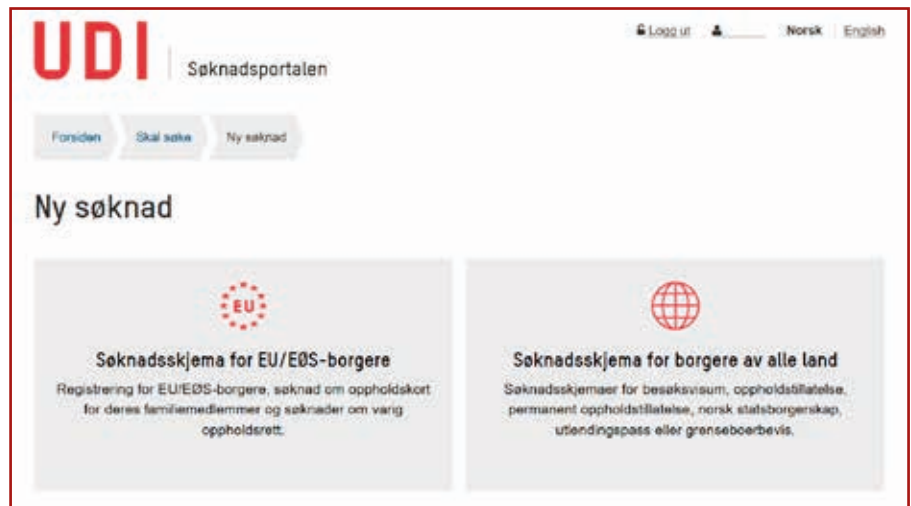 UDI
Søknadsportalen
Logg ut Norsk English
Forsiden Skal søke Ny søknad
Ny søknad
EU
Søknadsskjema for EU/EØS-borgere
Registrering for EU/EØS-borgere, søknad om oppholdskort
for deres familiemedlemmer og søknader om varig
oppholdsrett.
Søknadsskjema for borgere av alle land
Søknadsskjemaer for besøksvisum, oppholdstillatelse,
permanent oppholdstillatelse, norsk statsborgerskap,
utlendingspass eller grenseboerbevis.